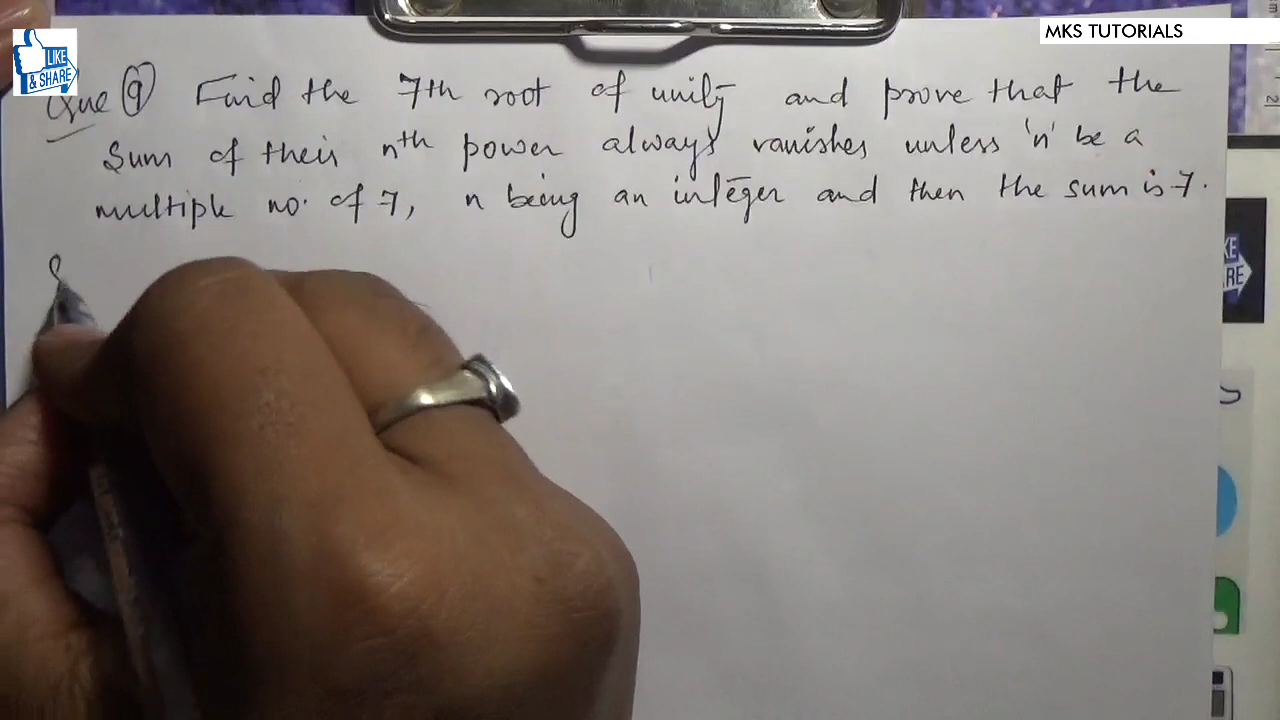 MKS TUTORIALS
LIKE
& SHARE
Que 9 Find the 7th root of unity and prove that the
Sum of their nth power always vanishes unless 'n' be a
multiple no. of 7, n being an integer and then the sum is 7.